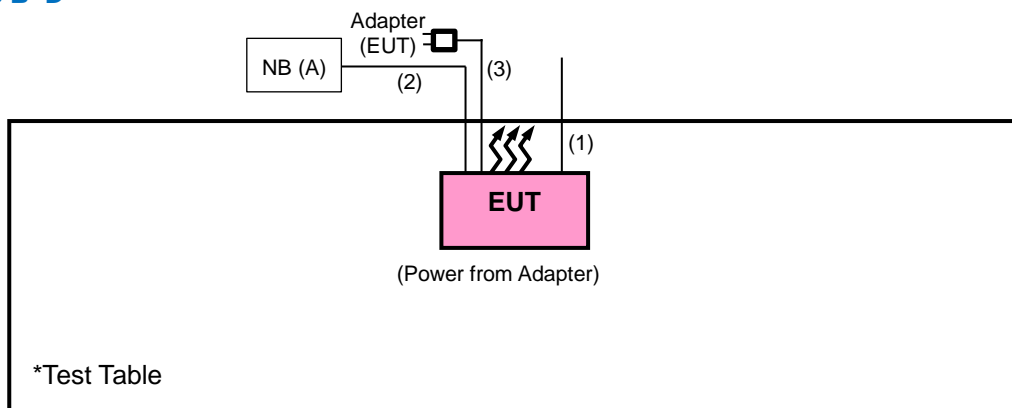 Adapter
(EUT)
NB (A)
(2)
(3)
(1)
EUT
(Power from Adapter)
*Test Table